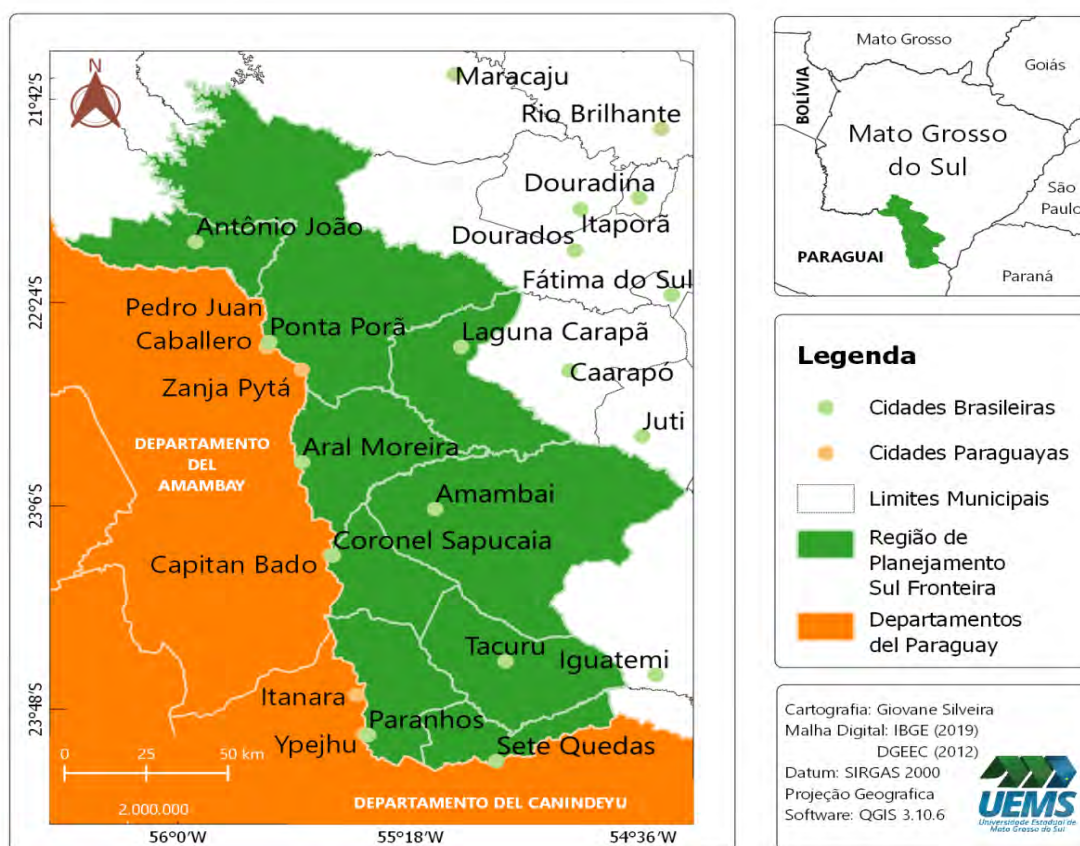 N
21°42'S
22°24'S
23°6'S
23°48'S
Maracaju
Rio Brilhante
Douradina
Itaporã
Dourados
Antônio João
Fátima do Sul
Pedro Juan
Caballero
Ponta Porã
Laguna Carapã
Zanja Pytá
Caarapó
Juti
DEPARTAMENTO
DEL
AMAMBAY
Aral Moreira
Amambai
Coronel Sapucaia
Capitan Bado
Tacuru
Iguatemi
Itanara
Paranhos
Ypejhu
Sete Quedas
0 25 50 km
2.000.000
DEPARTAMENTO DEL CANINDEYU
56°0'W 55°18'W 54°36'W
Mato Grosso
Goiás
BOLÍVIA
Mato Grosso
do Sul
São
Paulo
PARAGUAI
Paraná
Legenda
Cidades Brasileiras
Cidades Paraguayas
Limites Municipais
Região de
Planejamento
Sul Fronteira
Departamentos
del Paraguay
Cartografia: Giovane Silveira
Malha Digital: IBGE (2019)
DGEEC (2012)
Datum: SIRGAS 2000
Projeção Geografica
Software: QGIS 3.10.6
UEMS
Universidade Estadual de
Mato Grosso do Sul